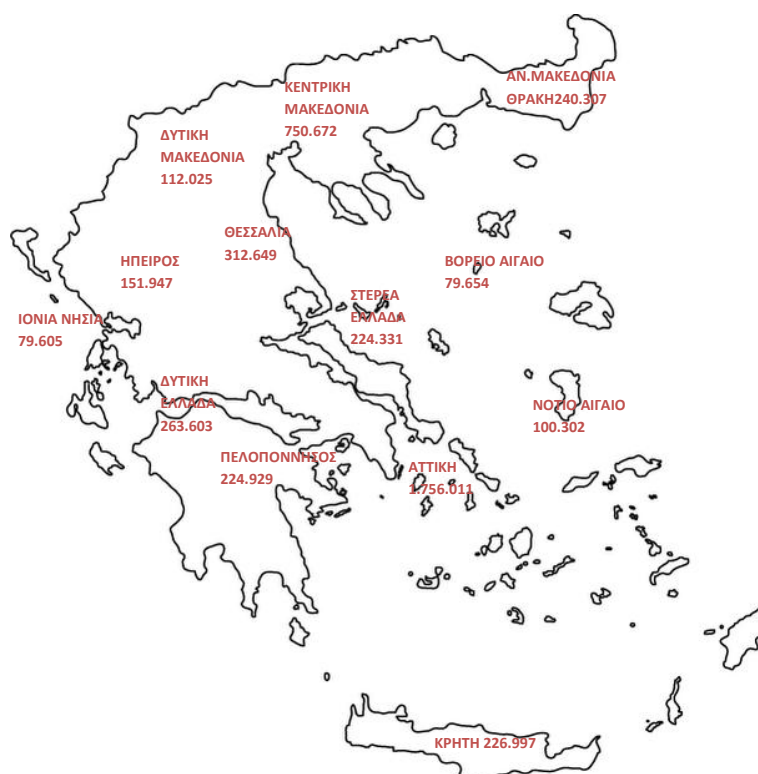 ΑΝ.ΜΑΚΕΔΟΝΙΑ
ΘΡΑΚΗ240.307
ΚΕΝΤΡΙΚΗ
ΜΑΚΕΔΟΝΙΑ
750.672
ΔΥΤΙΚΗ
ΜΑΚΕΔΟΝΙΑ
112.025
ΘΕΣΣΑΛΙΑ
312.649
ΗΠΕΙΡΟΣ
151.947
ΒΟΡΕΙΟ ΑΙΓΑΙΟ
79.654
ΣΤΕΡΕΑ
ΕΛΛΑΔΑ
224.331
ΙΟΝΙΑ ΝΗΣΙΑ
79.605
ΔΥΤΙΚΗ
ΕΛΛΑΔΑ
263.603
ΝΟΤΙΟ ΑΙΓΑΙΟ
100.302
ΠΕΛΟΠΟΝΝΗΣΟΣ
224.929
ΑΤΤΙΚΗ
1.756.011
ΚΡΗΤΗ 226.997